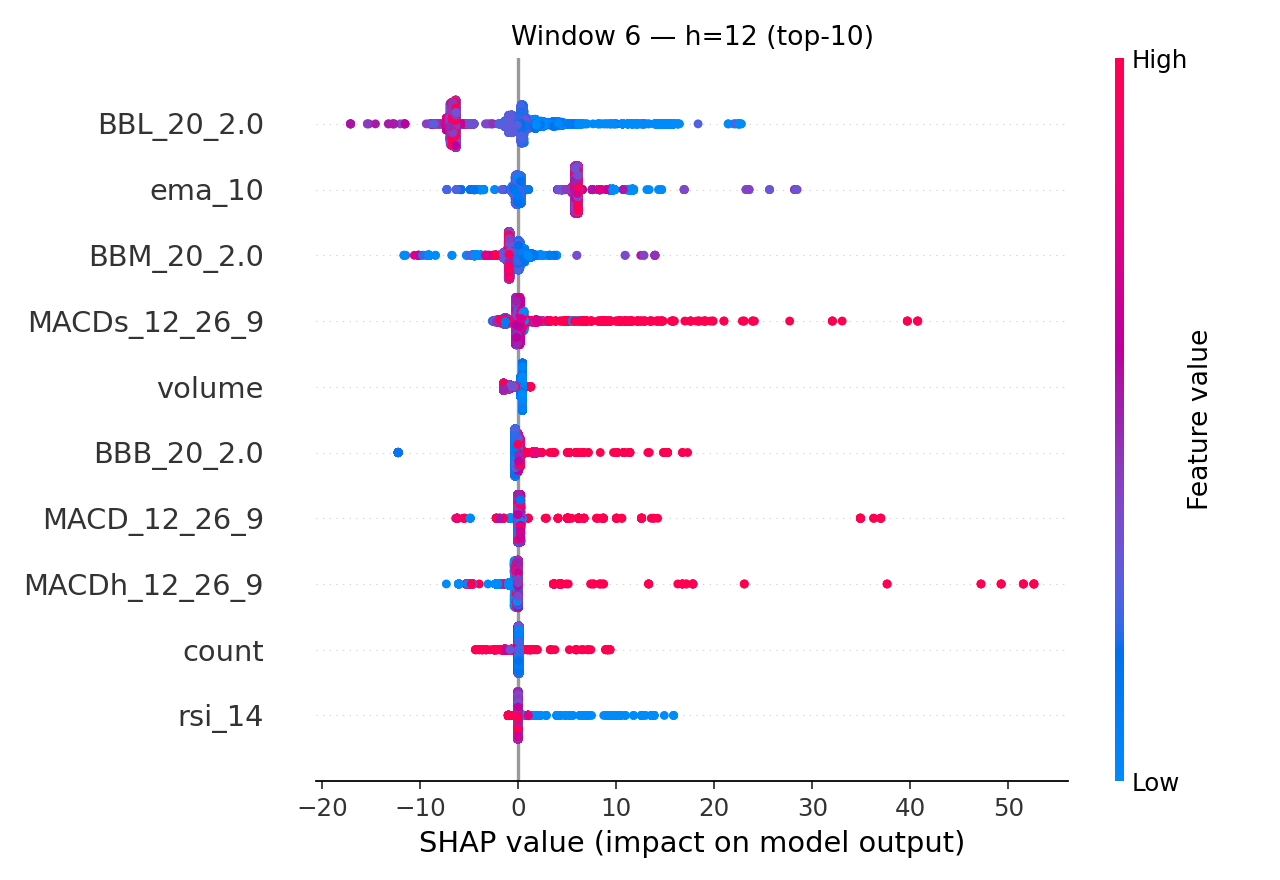 Window 6 — h=12 (top-10)
High
BBL_20_2.0
ema_10
BBM_20_2.0
MACDs_12_26_9
volume
BBB_20_2.0
MACD_12_26_9
MACDh_12_26_9
count
rsi_14
Feature value
Low
−20 −10 0 10 20 30 40 50
SHAP value (impact on model output)